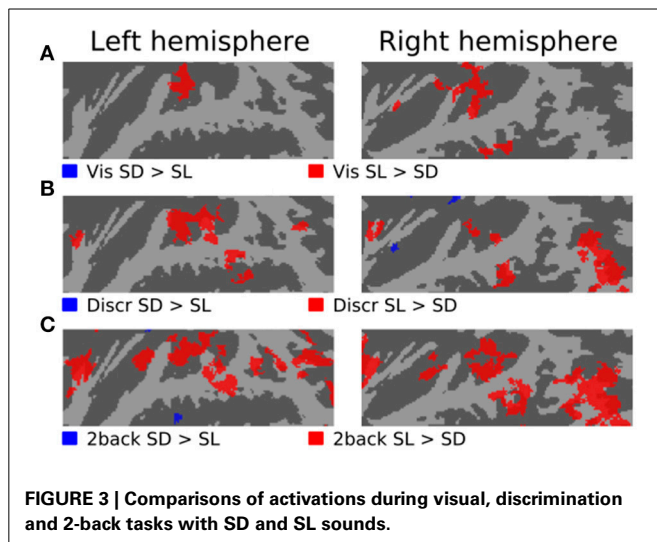 Left hemisphere Right hemisphere
A
Vis SD > SL Vis SL > SD
B
Discr SD > SL Discr SL > SD
C
2back SD > SL 2back SL > SD
FIGURE 3 | Comparisons of activations during visual, discrimination
and 2-back tasks with SD and SL sounds.